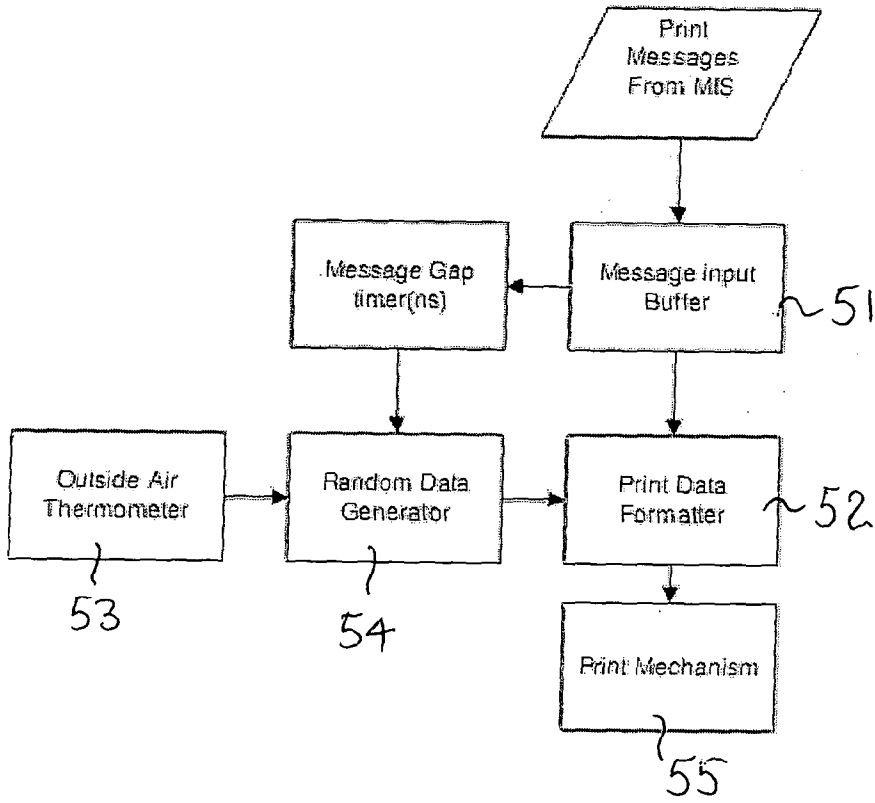 Print
Messages
From MIS
Message Gap
timer(ns)
Message input
Buffer
51
Outside Air
Thermometer
Random Data
Generator
Print Data
Formatter
52
53
54
Print Mechanism
55